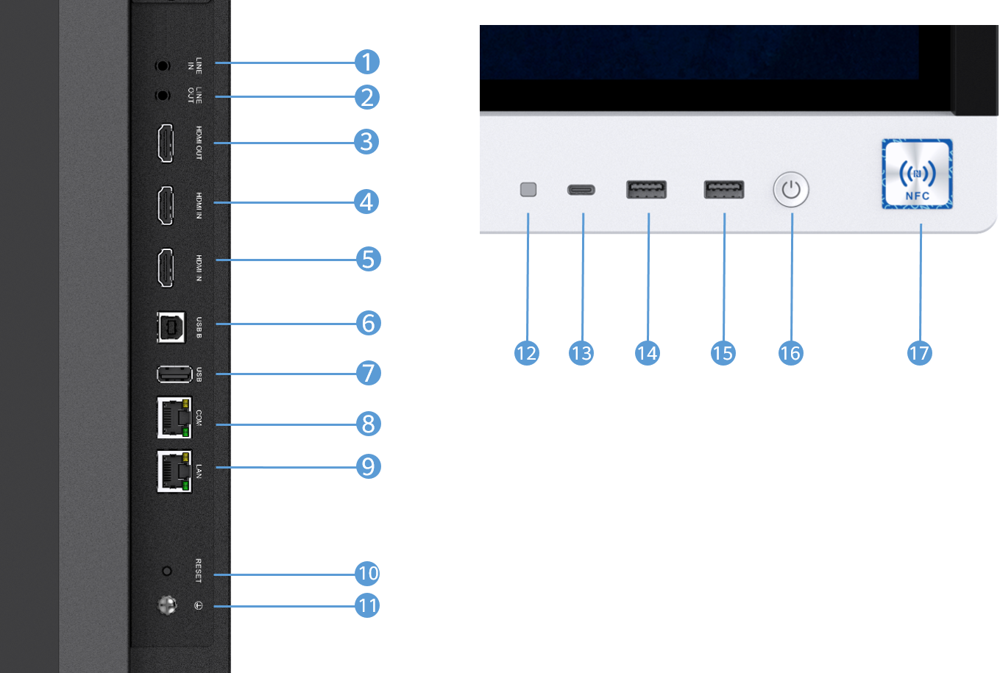 LINE
IN
1
LINE
OUT
2
HDMI OUT
3
HDMI IN
4
HDMI IN
5
USB B
6
USB
7
COM
8
LAN
9
RESET
10
11
NFC
12
13
14
15
16
17